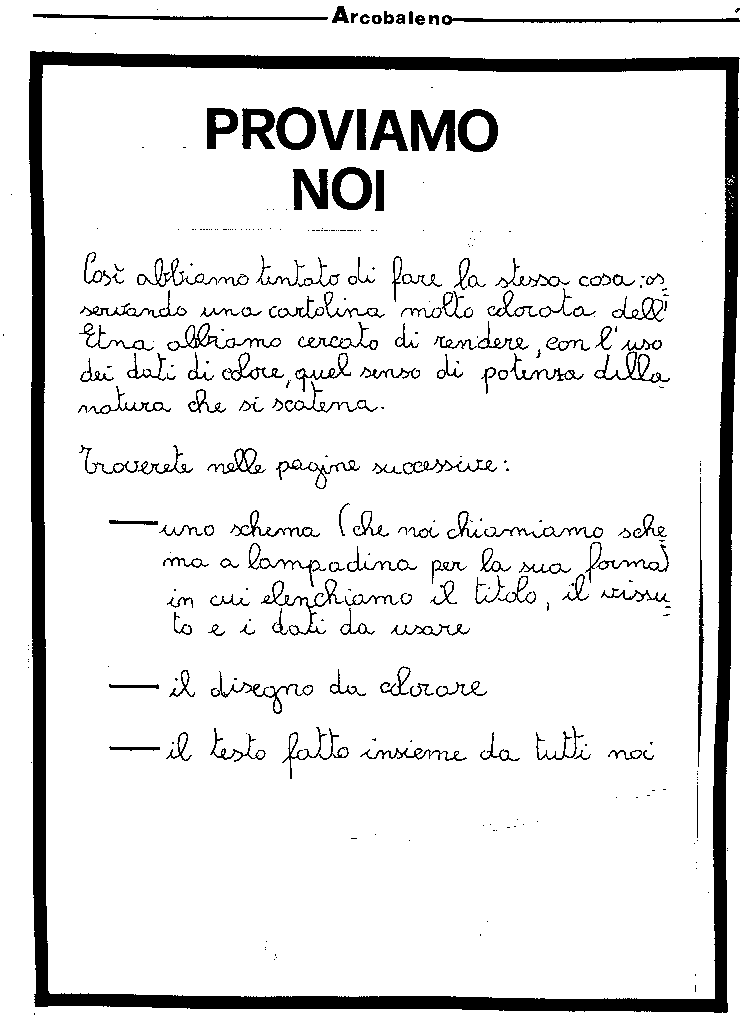 Arcobaleno
PROVIAMO
NOI
Così abbiamo tentato di fare la stessa cosa: os=
servando una cartolina molto colorata dell'
Etna abbiamo cercato di rendere, con l'uso
dei dati di colore, quel senso di potenza della
natura che si scatena.
Troverete nelle pagine successive:
— uno schema (che noi chiamiamo sche=
ma a lampadina per la sua forma)
in cui elenchiamo il titolo, il vissu=
to e i dati da usare
— il disegno da colorare
— il testo fatto insieme da tutti noi